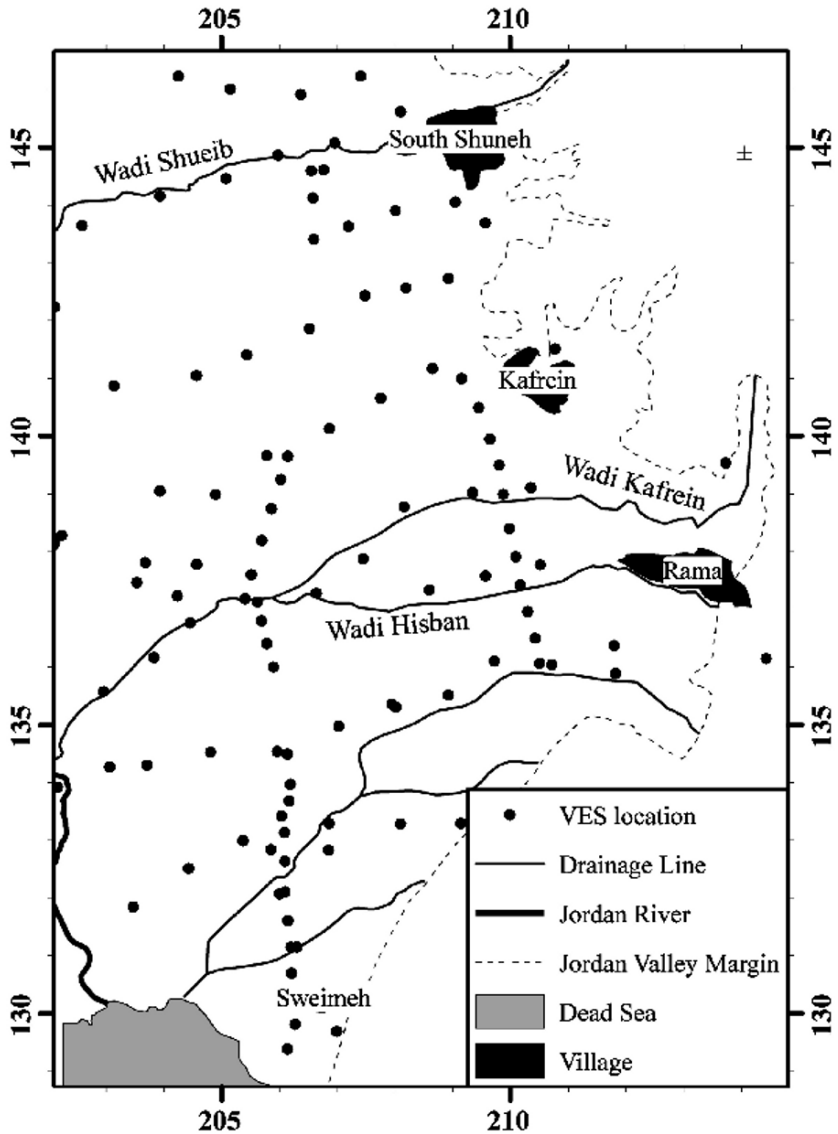 205 210
145 145
South Shuneh
Wadi Shueib
Kafrein
140 140
Wadi Kafrein
Rama
Wadi Hisban
135 135
VES location
Drainage Line
Jordan River
Jordan Valley Margin
Sweimeh
130 130
Dead Sea
Village
205 210